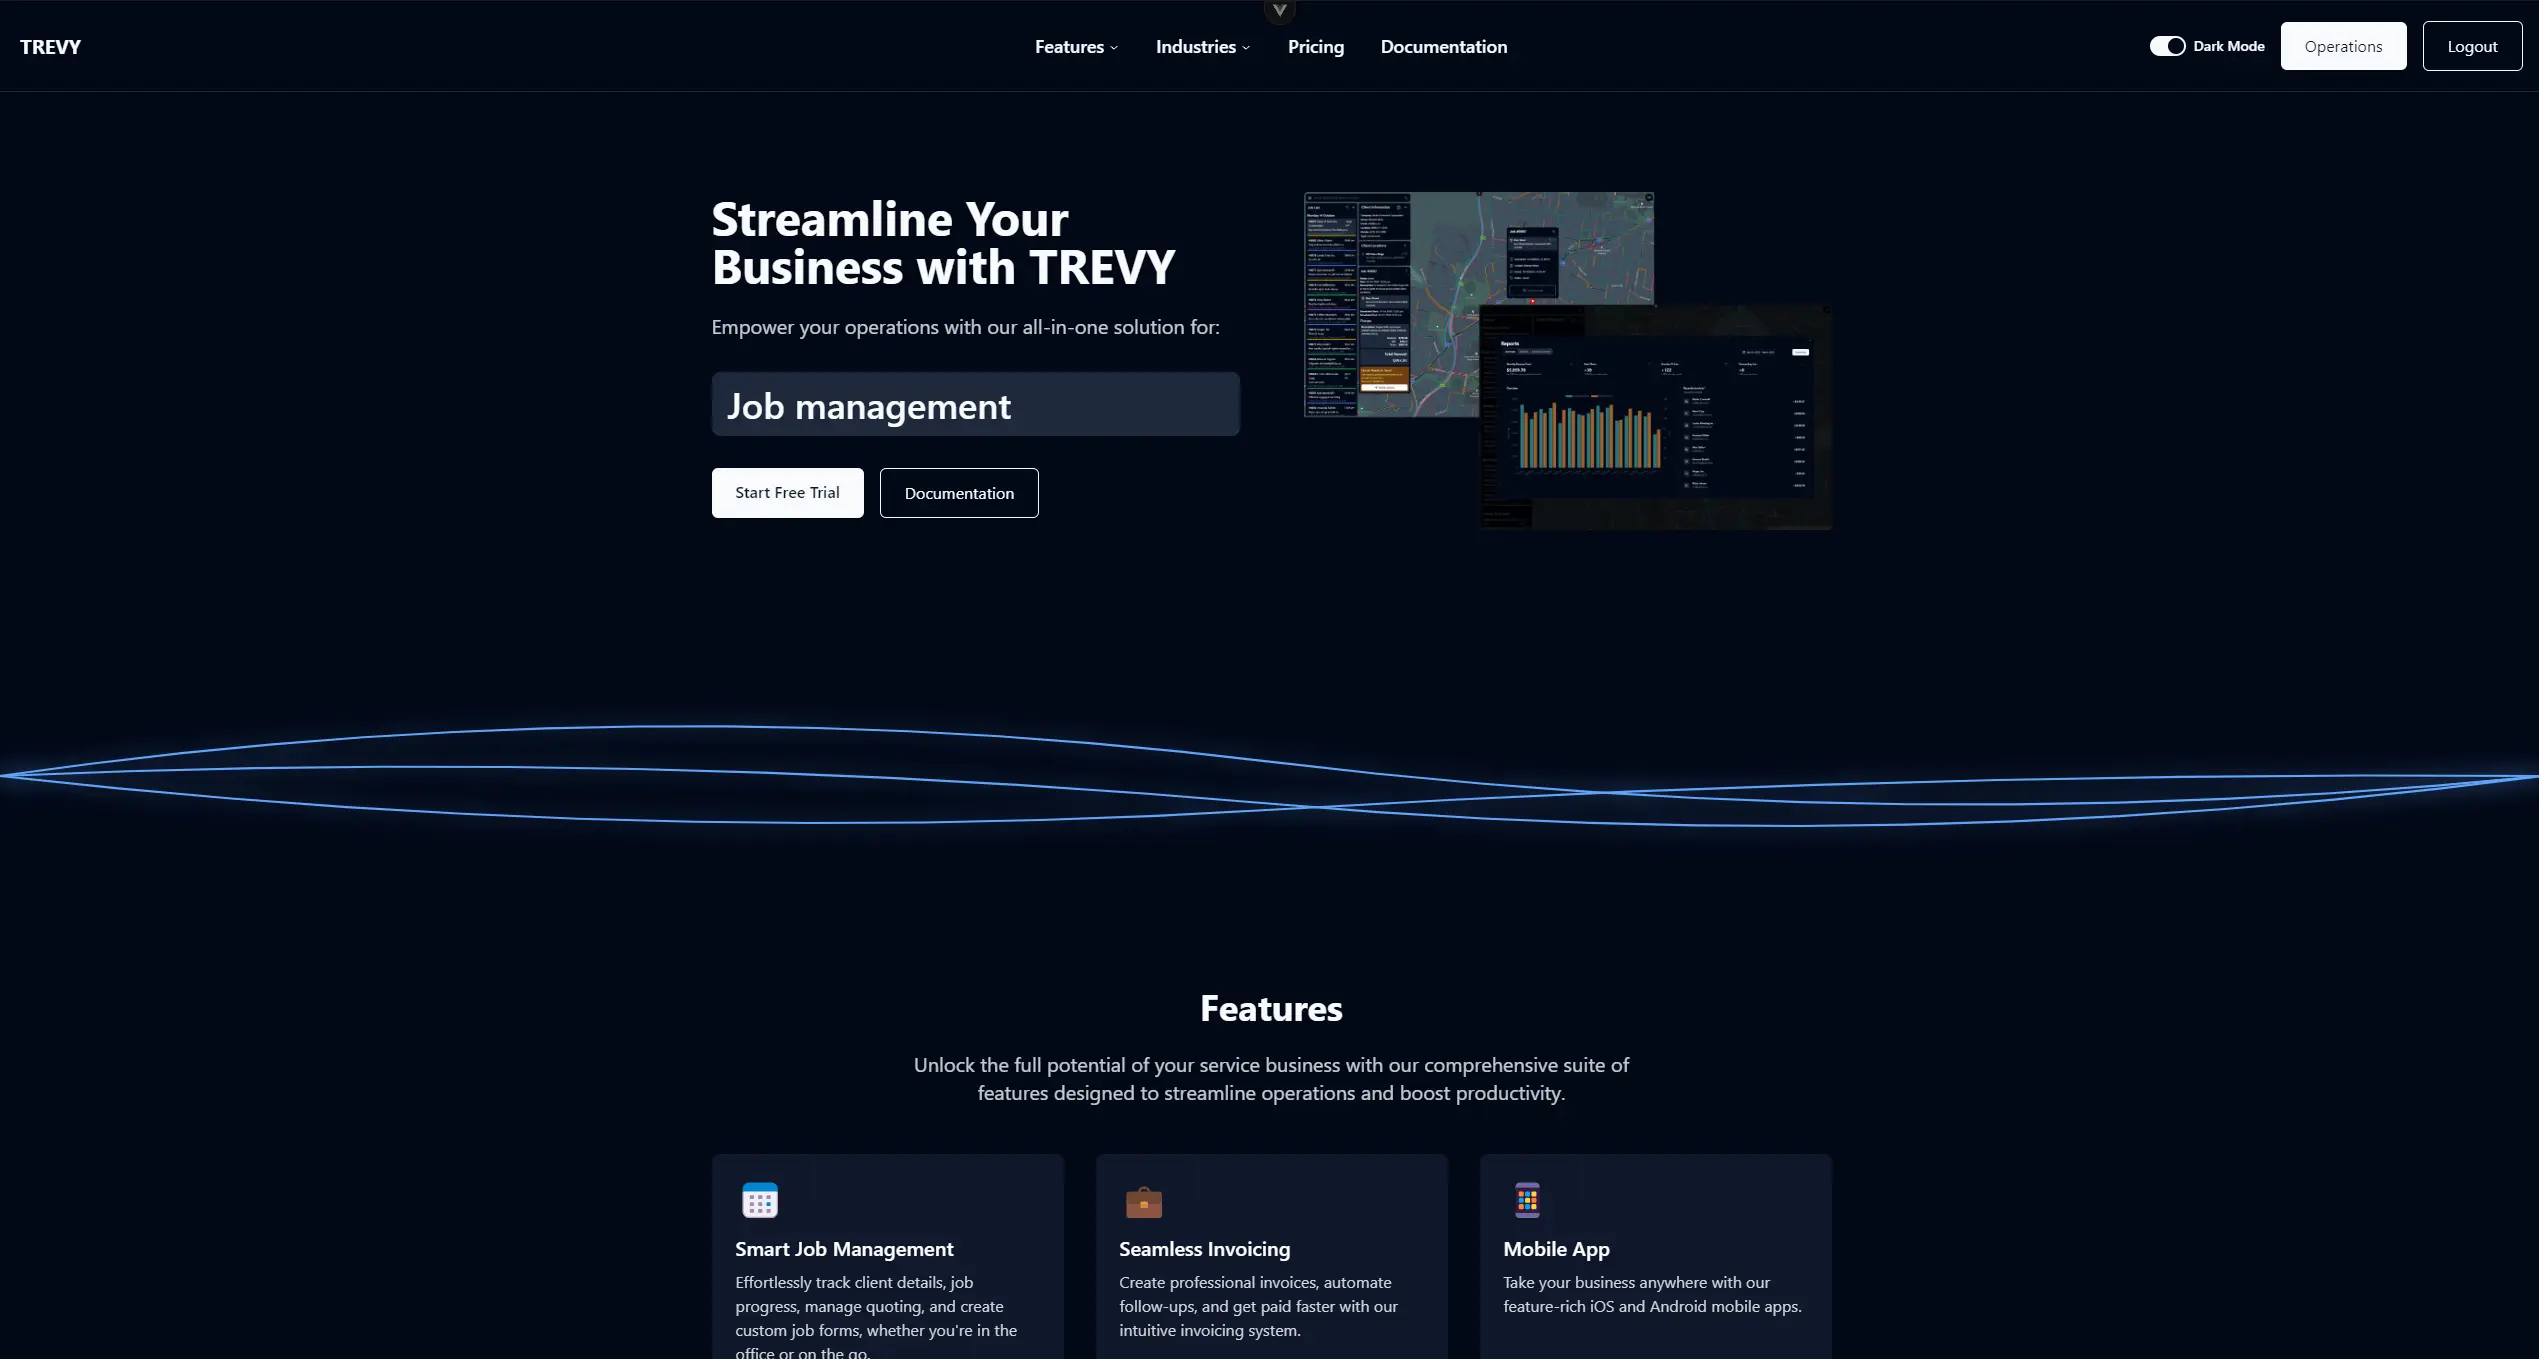 TREVY
Features
Industries
Pricing
Documentation
Dark Mode
Operations
Logout
Streamline Your
Business with TREVY
Empower your operations with our all-in-one solution for:
Job management
Start Free Trial
Documentation
Reports
Features
Unlock the full potential of your service business with our comprehensive suite of
features designed to streamline operations and boost productivity.
Smart Job Management
Effortlessly track client details, job
progress, manage quoting, and create
custom job forms, whether you're in the
office or on the go.
Seamless Invoicing
Create professional invoices, automate
follow-ups, and get paid faster with our
intuitive invoicing system.
Mobile App
Take your business anywhere with our
feature-rich iOS and Android mobile apps.